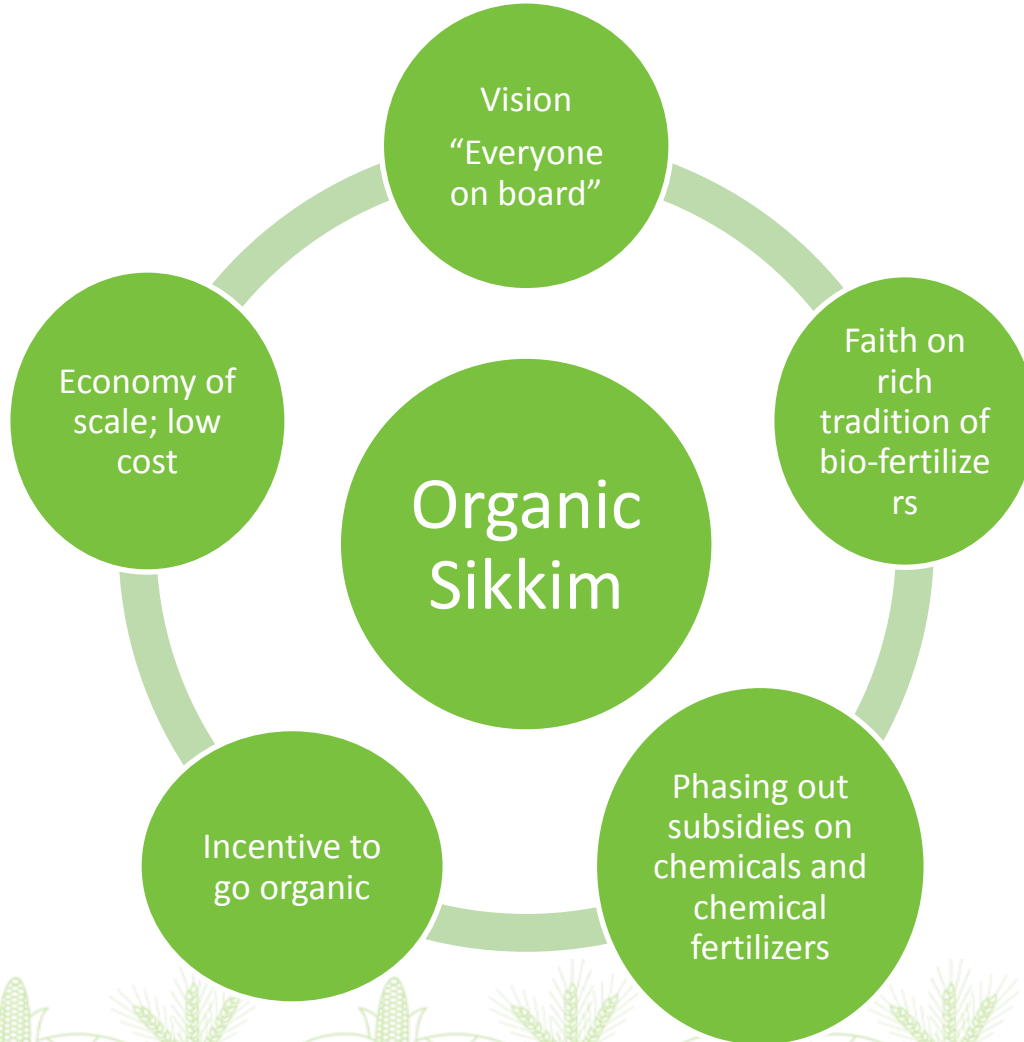 Vision
“Everyone
on board”
Faith on
rich
tradition of
bio-fertilize
rs
Economy of
scale; low
cost
Organic
Sikkim
Phasing out
subsidies on
chemicals and
chemical
fertilizers
Incentive to
go organic